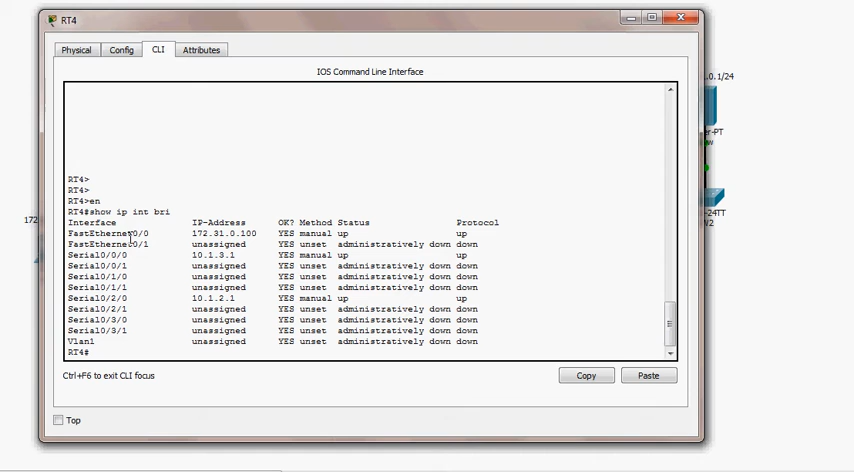 RT4
Physical Config CLI Attributes
IOS Command Line Interface
RT4>
RT4>
RT4>en
RT4#show ip int bri
Interface IP-Address OK? Method Status Protocol
FastEthernet0/0 172.31.0.100 YES manual up up
FastEthernet0/1 unassigned YES unset administratively down down
Serial0/0/0 10.1.3.1 YES manual up up
Serial0/0/1 unassigned YES unset administratively down down
Serial0/1/0 unassigned YES unset administratively down down
Serial0/1/1 unassigned YES unset administratively down down
Serial0/2/0 10.1.2.1 YES manual up up
Serial0/2/1 unassigned YES unset administratively down down
Serial0/3/0 unassigned YES unset administratively down down
Serial0/3/1 unassigned YES unset administratively down down
Vlan1 unassigned YES unset administratively down down
RT4#
Ctrl+F6 to exit CLI focus
Copy Paste
Top
.0.1/24
er-PT
-24TT
172